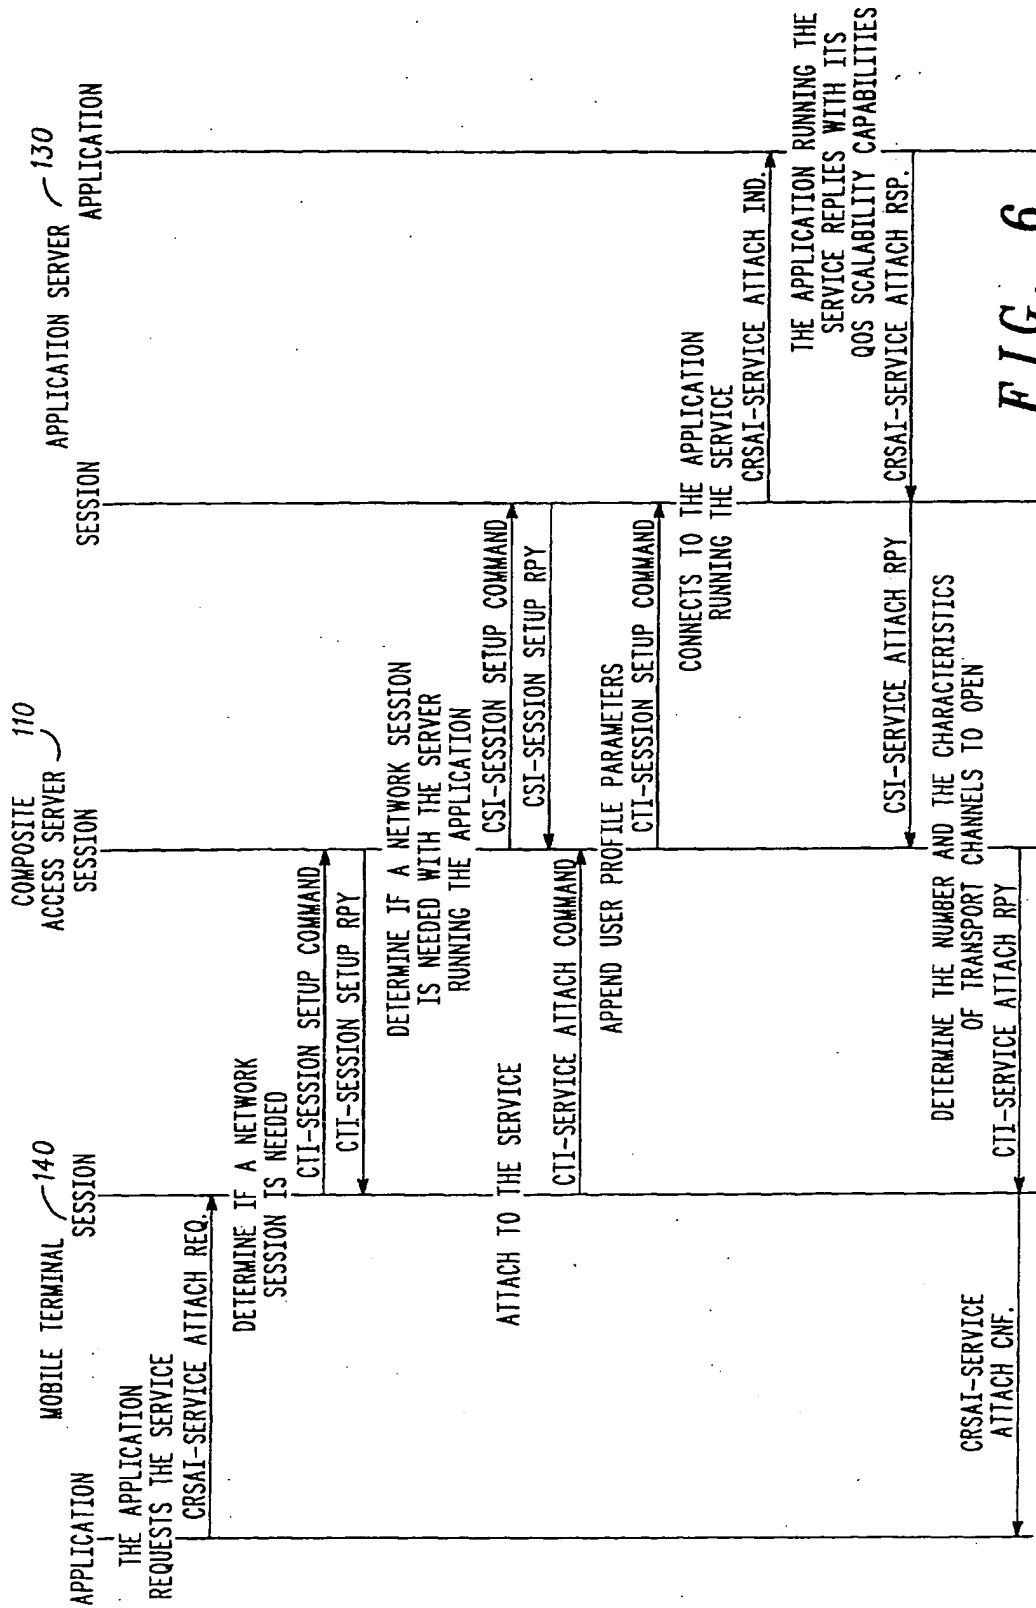 COMPOSITE
MOBILE TERMINAL 140
ACCESS SERVER 110
APPLICATION SERVER 130
APPLICATION
SESSION
SESSION
SESSION
APPLICATION
THE APPLICATION
REQUESTS THE SERVICE
CRSAI-SERVICE ATTACH REQ.
DETERMINE IF A NETWORK
SESSION IS NEEDED
CTI-SESSION SETUP COMMAND
CTI-SESSION SETUP RPY
DETERMINE IF A NETWORK SESSION
IS NEEDED WITH THE SERVER
RUNNING THE APPLICATION
CSI-SESSION SETUP COMMAND
CSI-SESSION SETUP RPY
ATTACH TO THE SERVICE
CTI-SERVICE ATTACH COMMAND
APPEND USER PROFILE PARAMETERS
CTI-SESSION SETUP COMMAND
CONNECTS TO THE APPLICATION
RUNNING THE SERVICE
CRSAI-SERVICE ATTACH IND.
THE APPLICATION RUNNING THE
SERVICE REPLIES WITH ITS
QOS SCALABILITY CAPABILITIES
CRSAI-SERVICE ATTACH RSP.
CSI-SERVICE ATTACH RPY
DETERMINE THE NUMBER AND THE CHARACTERISTICS
OF TRANSPORT CHANNELS TO OPEN
CTI-SERVICE ATTACH RPY
CRSAI-SERVICE
ATTACH CNF.
FIG. 6